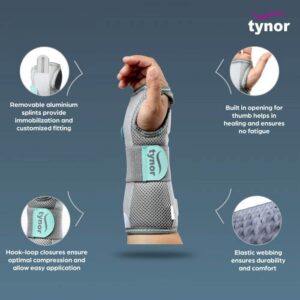 tynor
Removable aluminium
splints provide
immobilization and
customized fitting
Built in opening for
thumb helps in
healing and ensures
no fatigue
tynor
tynor
Hook-loop closures ensure
optimal compression and
allow easy application
Elastic webbing
ensures durability
and comfort